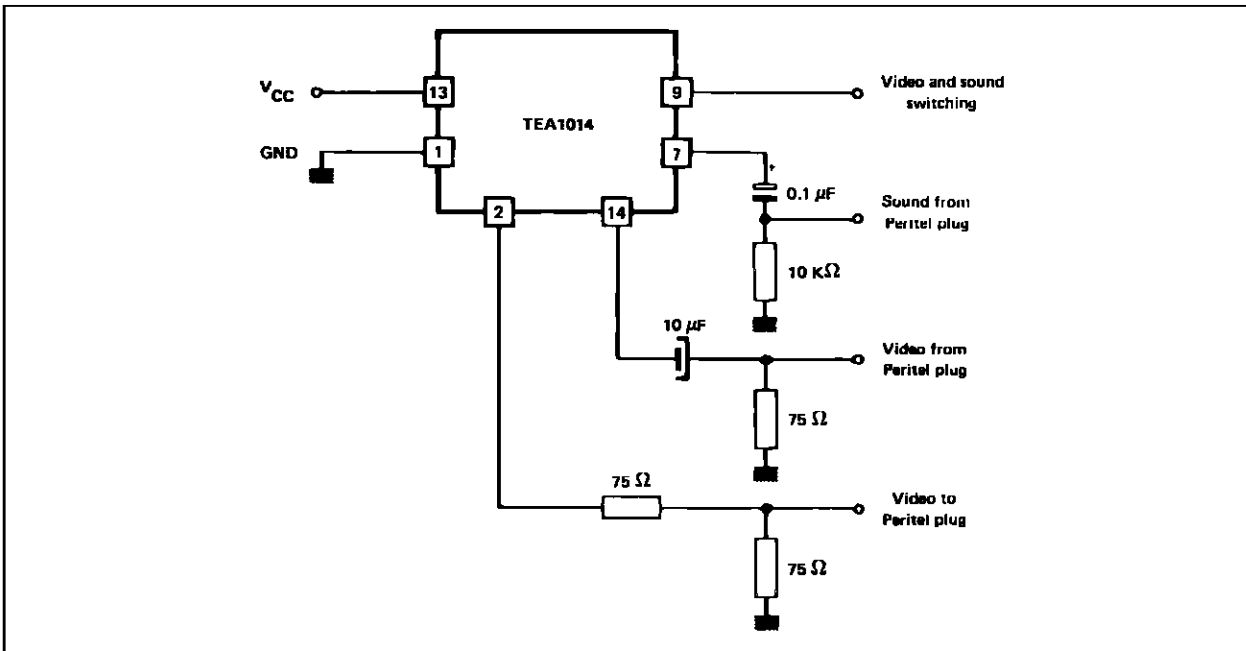 VCC
13
9
Video and sound
switching
TEA1014
GND
1
7
+
0.1 μF
Sound from
Peritel plug
2
14
10 KΩ
10 μF
Video from
Peritel plug
75 Ω
75 Ω
Video to
Peritel plug
75 Ω